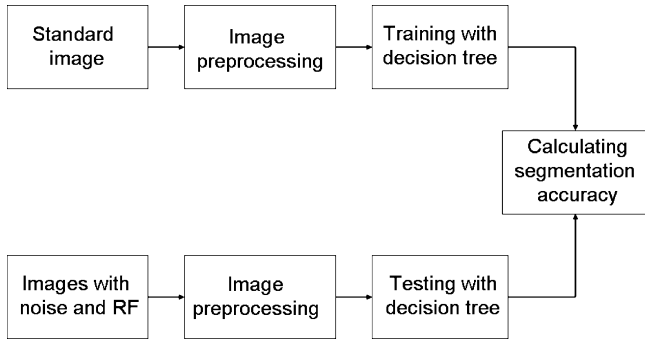 Standard
image
Image
preprocessing
Training with
decision tree
Calculating
segmentation
accuracy
Images with
noise and RF
Image
preprocessing
Testing with
decision tree